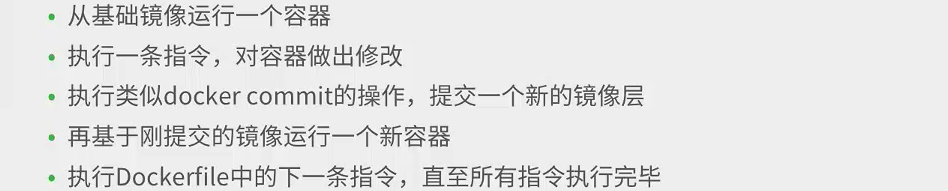 • 从基础镜像运行一个容器
• 执行一条指令，对容器做出修改
• 执行类似docker commit的操作，提交一个新的镜像层
• 再基于刚提交的镜像运行一个新容器
• 执行Dockerfile中的下一条指令，直至所有指令执行完毕